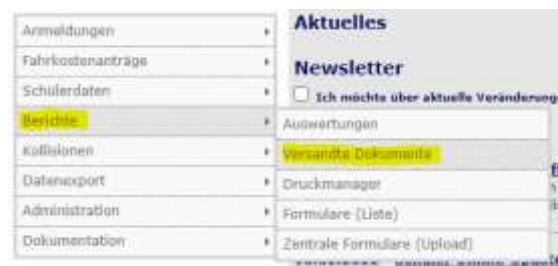 Anmeldungen
Fahrkostenanträge
Schülerdaten
Berichte
Kollisionen
Datenexport
Administration
Dokumentation
Aktuelles
Newsletter
Ich möchte über aktuelle Veränderung
Auswertungen
Versandte Dokumente
Druckmanager
Formulare (Liste)
Zentrale Formulare (Upload)